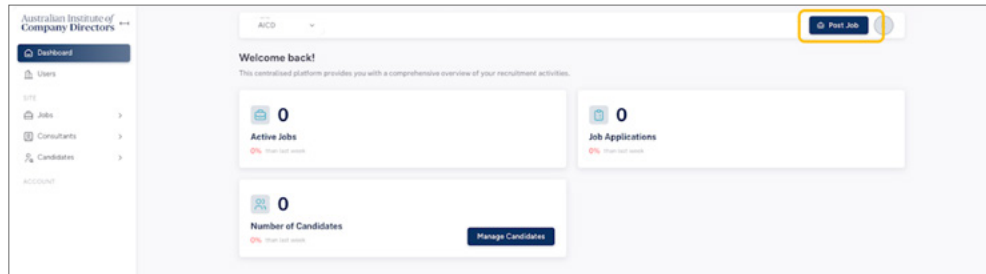 Australian Institute of
Company Directors
AICD
Post Job
Dashboard
Users
SITE
Jobs
Consultants
Candidates
ACCOUNT
Welcome back!
This centralised platform provides you with a comprehensive overview of your recruitment activities.
0
Active Jobs
0% than last week
0
Job Applications
0% than last week
0
Number of Candidates
0% than last week
Manage Candidates